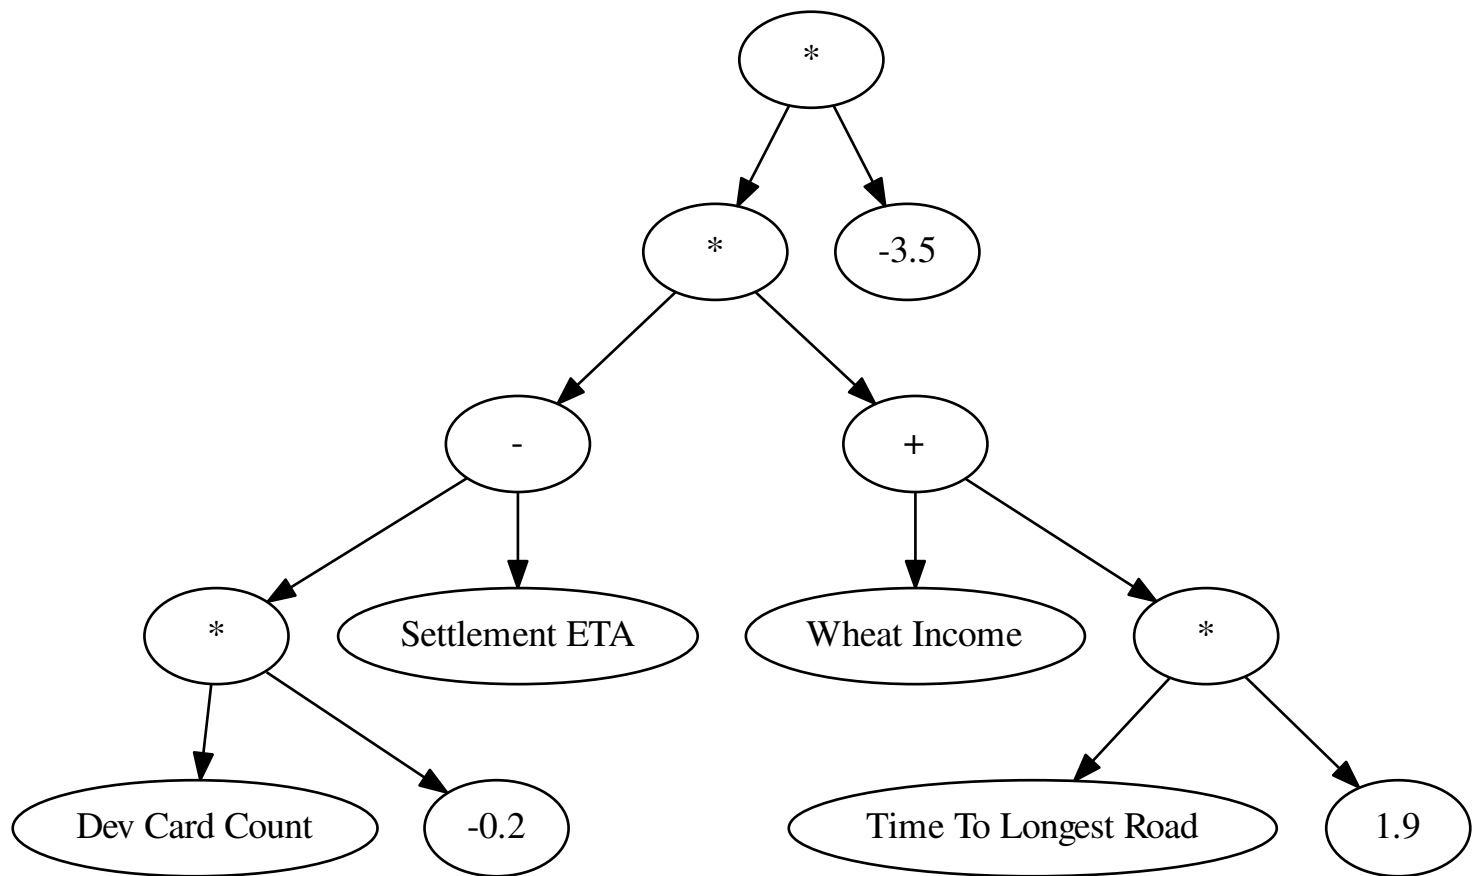 *
*
-3.5
-
+
*
Settlement ETA
Wheat Income
*
Dev Card Count
-0.2
Time To Longest Road
1.9